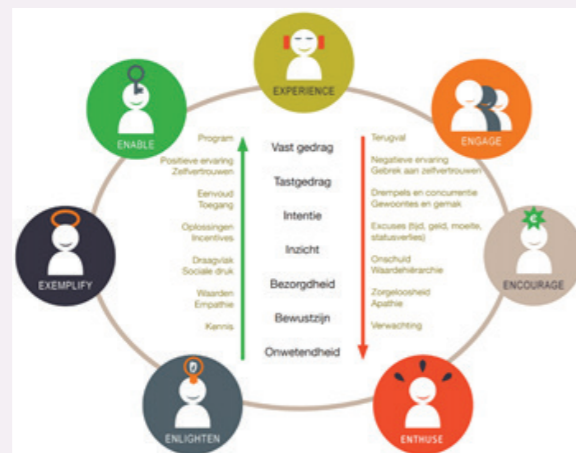 EXPERIENCE
ENABLE
ENGAGE
Program
Positieve ervaring
Zelfvertrouwen
Eenvoud
Toegang
Oplossingen
Incentives
Draagvlak
Sociale druk
Waarden
Empathie
Kennis
Vast gedrag
Tastgedrag
Intentie
Inzicht
Bezorgdheid
Bewustzijn
Onwetendheid
Terugval
Negatieve ervaring
Gebrek aan zelfvertrouwen
Drempels en concurrentie
Gewoontes en gemak
Excuses (tijd, geld, moeite,
statusverlies)
Onschuld
Waardehiërarchie
Zorgeloosheid
Apathie
Verwachting
EXEMPLIFY
ENCOURAGE
ENLIGHTEN
ENTHUSE